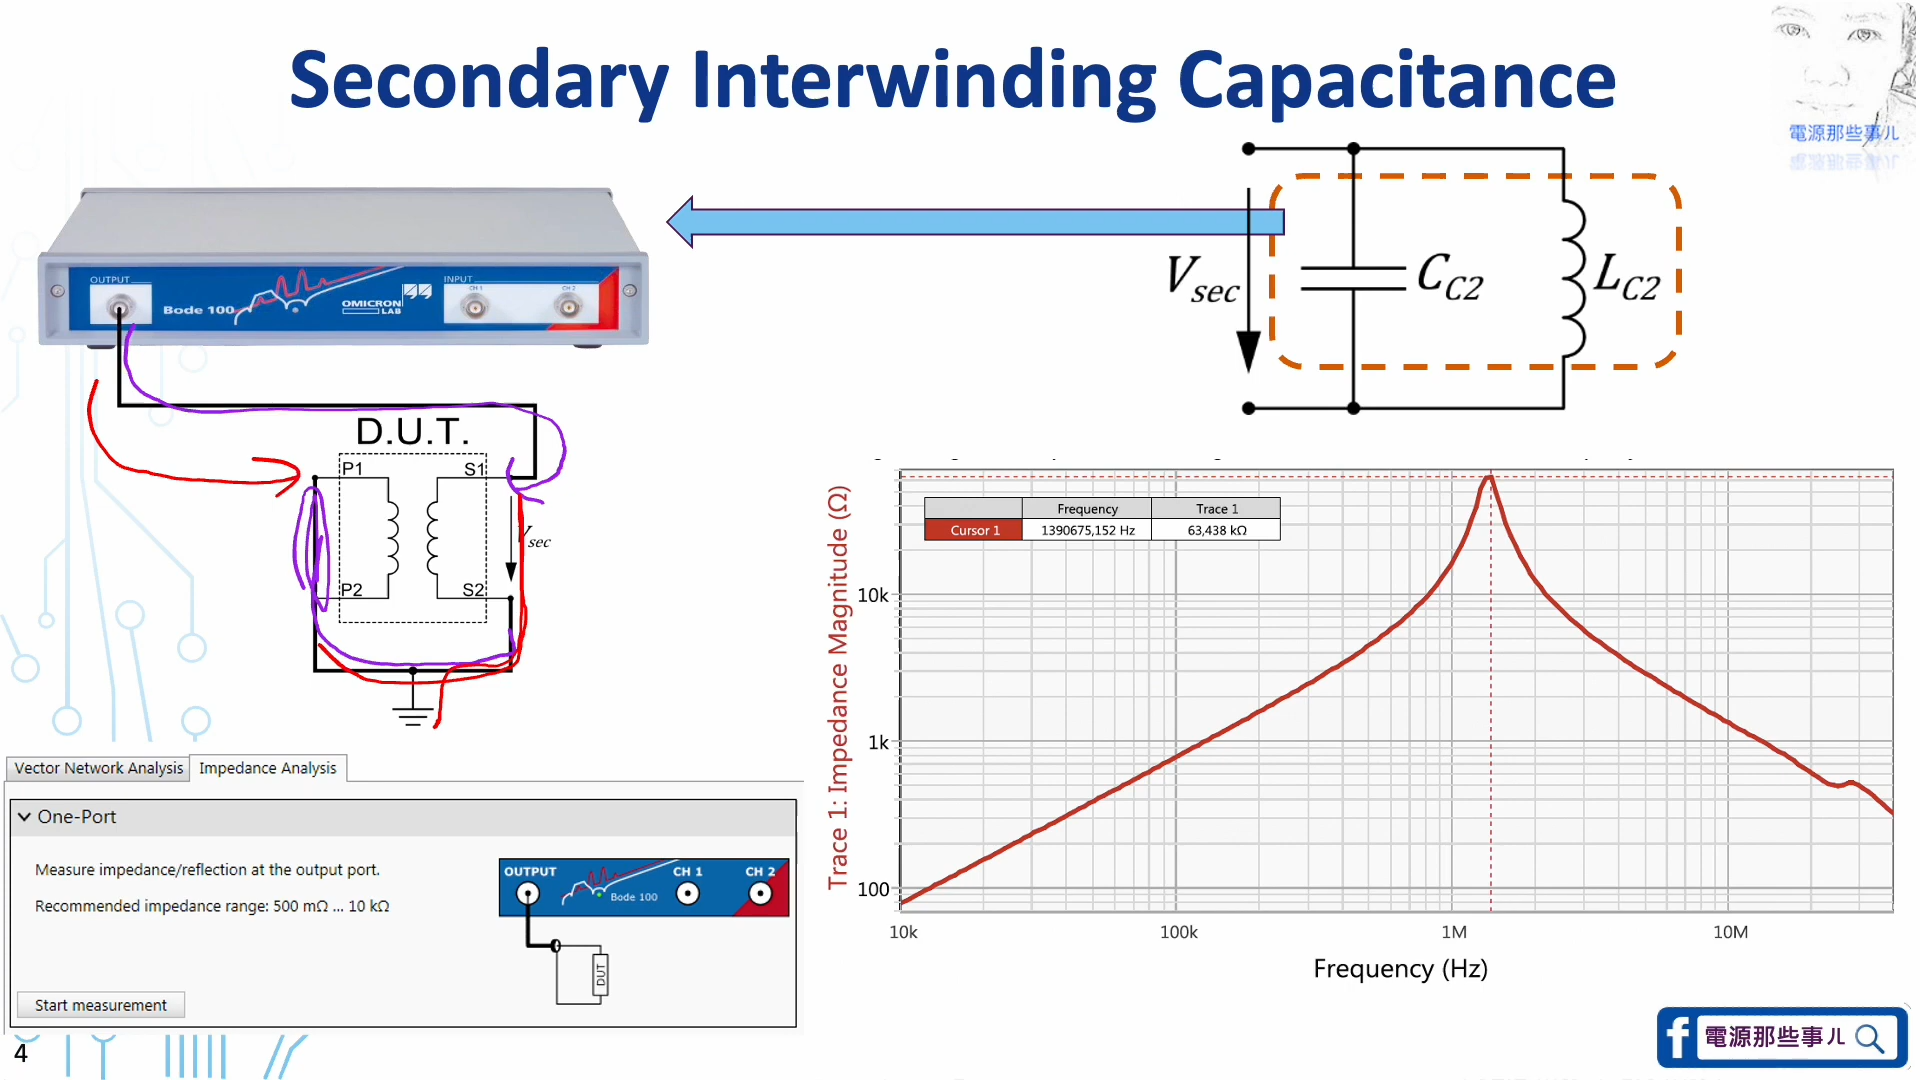 Secondary Interwinding Capacitance
電源那些事儿
OUTPUT
Bode 100
OMICRON
LAB
INPUT
CH 1
CH 2
V sec
C C2
L C2
D.U.T.
P1
S1
sec
P2
S2
Trace 1: Impedance Magnitude (Ω)
Frequency
Trace 1
Cursor 1
1390675,152 Hz
63,438 kΩ
10k
1k
100
10k
100k
1M
10M
Frequency (Hz)
Vector Network Analysis
Impedance Analysis
One-Port
Measure impedance/reflection at the output port.
Recommended impedance range: 500 mΩ ... 10 kΩ
OUTPUT
Bode 100
CH 1
CH 2
DUT
Start measurement
4
f 電源那些事儿